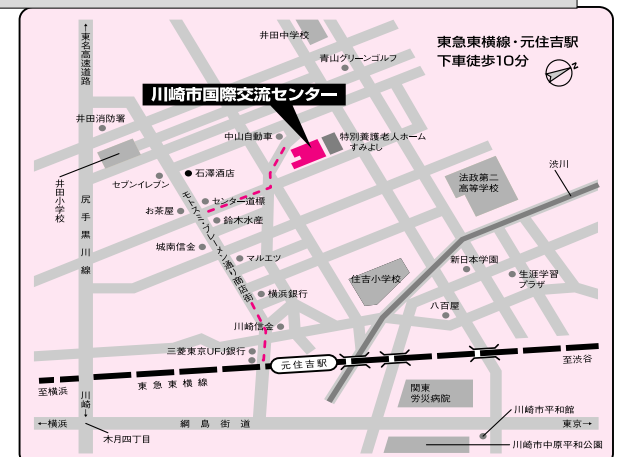 ↑東名高速道路
井田中学校
青山グリーンゴルフ
東急東横線・元住吉駅
下車徒歩10分
N
川崎市国際交流センター
井田消防署
中山自動車
特別養護老人ホーム
すみよし
渋川
石澤酒店
セブンイレブン
井田小学校
法政第二
高等学校
お茶屋
センター道標
鈴木水産
尻手黒川線
モトスミ・ブレーメン通り商店街
城南信金
マルエツ
住吉小学校
新日本学園
生涯学習
プラザ
横浜銀行
八百屋
川崎信金
三菱東京UFJ銀行
元住吉駅
至渋谷
至横浜
東急東横線
関東
労災病院
川崎↓
川崎市平和館
←横浜
綱島街道
東京→
木月四丁目
川崎市中原平和公園